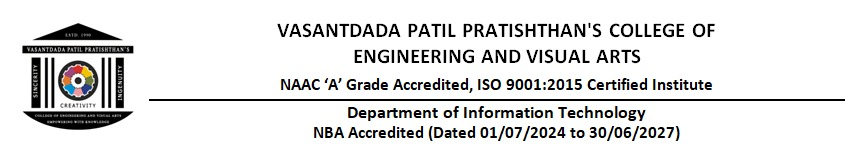 ESTD. 1990
VASANTDADA PATIL PRATISHTHAN'S
SINCERITY
INGENUITY
CREATIVITY
COLLEGE OF ENGINEERING AND VISUAL ARTS
EMPOWERING WITH KNOWLEDGE
VASANTDADA PATIL PRATISHTHAN'S COLLEGE OF
ENGINEERING AND VISUAL ARTS
NAAC ‘A’ Grade Accredited, ISO 9001:2015 Certified Institute
Department of Information Technology
NBA Accredited (Dated 01/07/2024 to 30/06/2027)